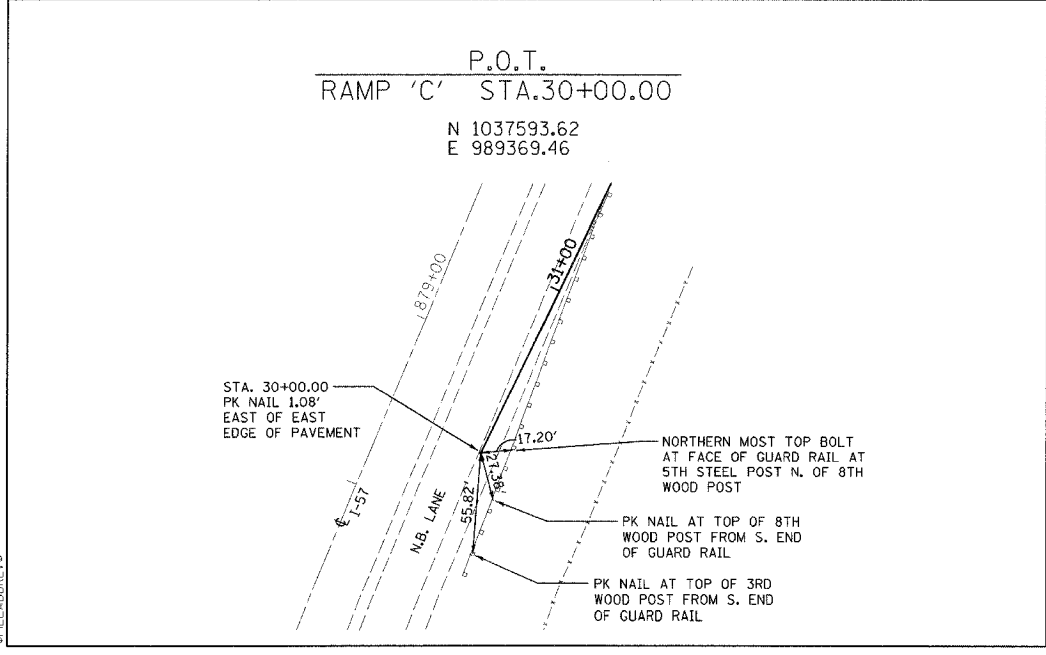 P.O.T.
RAMP 'C' STA.30+00.00
N 1037593.62
E 989369.46
879+00
31+00
STA. 30+00.00
PK NAIL 1.08'
EAST OF EAST
EDGE OF PAVEMENT
17.20'
27.38'
55.82'
NORTHERN MOST TOP BOLT
AT FACE OF GUARD RAIL AT
5TH STEEL POST N. OF 8TH
WOOD POST
I-57
N.B. LANE
PK NAIL AT TOP OF 8TH
WOOD POST FROM S. END
OF GUARD RAIL
PK NAIL AT TOP OF 3RD
WOOD POST FROM S. END
OF GUARD RAIL